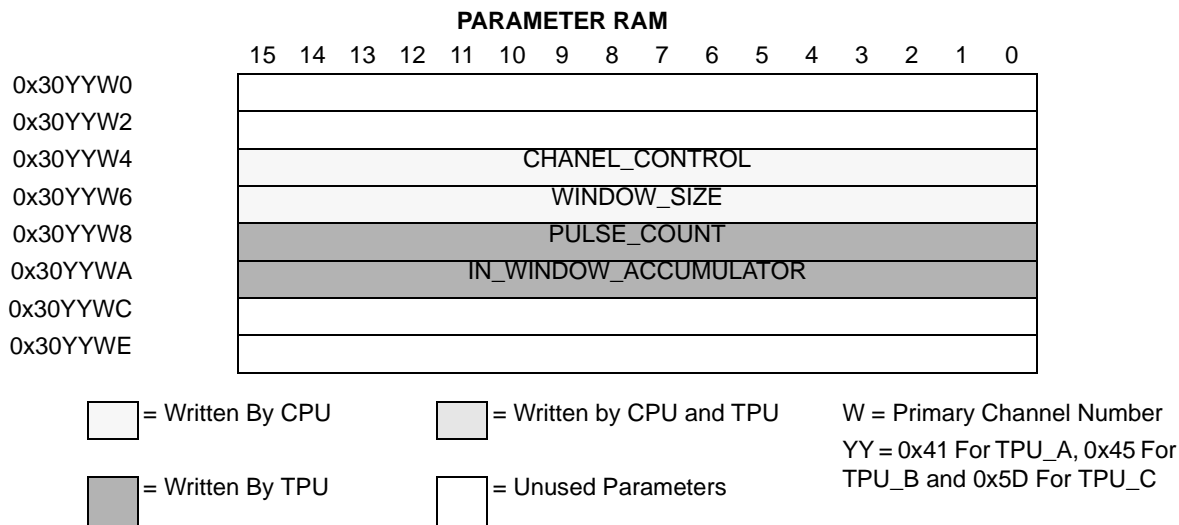 PARAMETER RAM
15 14 13 12 11 10 9 8 7 6 5 4 3 2 1 0
0x30YYW0
0x30YYW2
0x30YYW4 CHANEL_CONTROL
0x30YYW6 WINDOW_SIZE
0x30YYW8 PULSE_COUNT
0x30YYWA IN_WINDOW_ACCUMULATOR
0x30YYWC
0x30YYWE
= Written By CPU = Written by CPU and TPU W = Primary Channel Number
YY = 0x41 For TPU_A, 0x45 For
= Written By TPU = Unused Parameters TPU_B and 0x5D For TPU_C